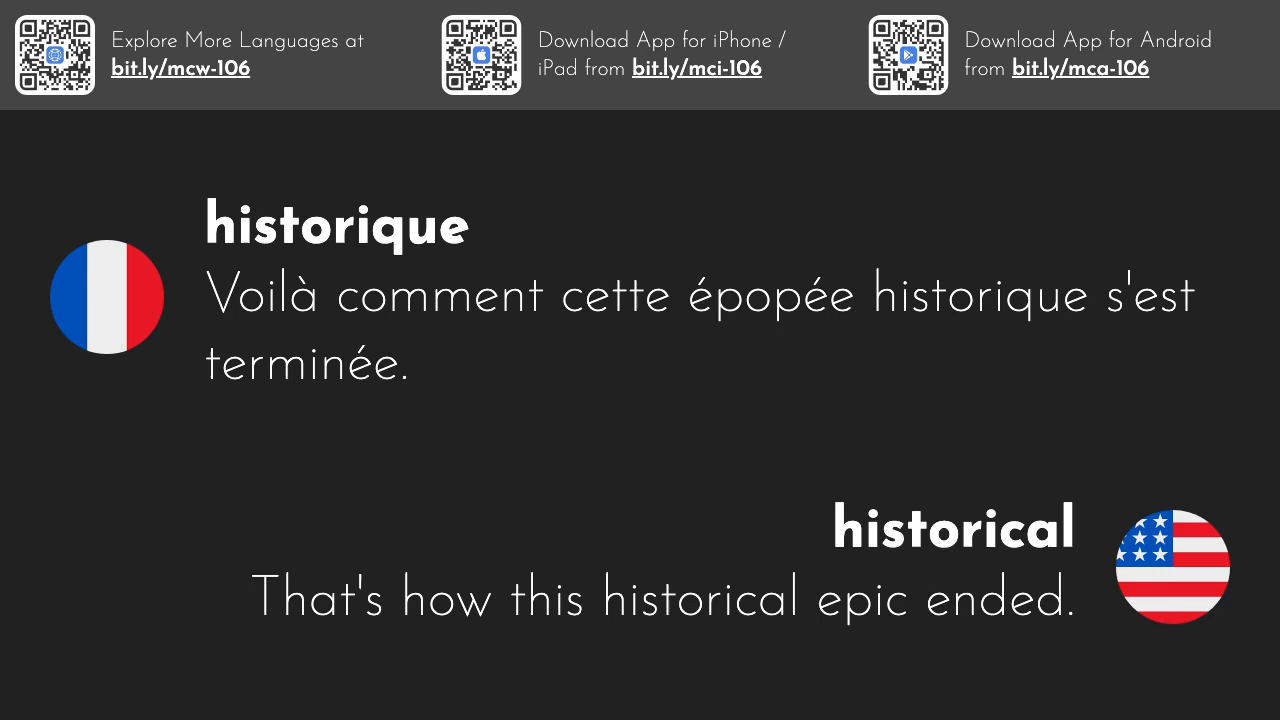 Explore More Languages at
bit.ly/mcw-106
Download App for iPhone /
iPad from bit.ly/mci-106
Download App for Android
from bit.ly/mca-106
historique
Voilà comment cette épopée historique s'est
terminée.
historical
That's how this historical epic ended.